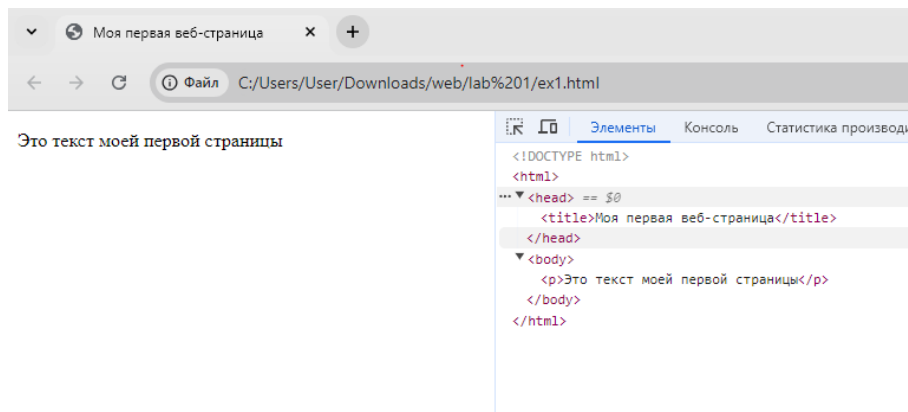 Моя первая веб-страница
Файл C:/Users/User/Downloads/web/lab%201/ex1.html
Это текст моей первой страницы
Элементы Консоль Статистика производ
<!DOCTYPE html>
<html>
<head> == $0
<title>Моя первая веб-страница</title>
</head>
<body>
<p>Это текст моей первой страницы</p>
</body>
</html>